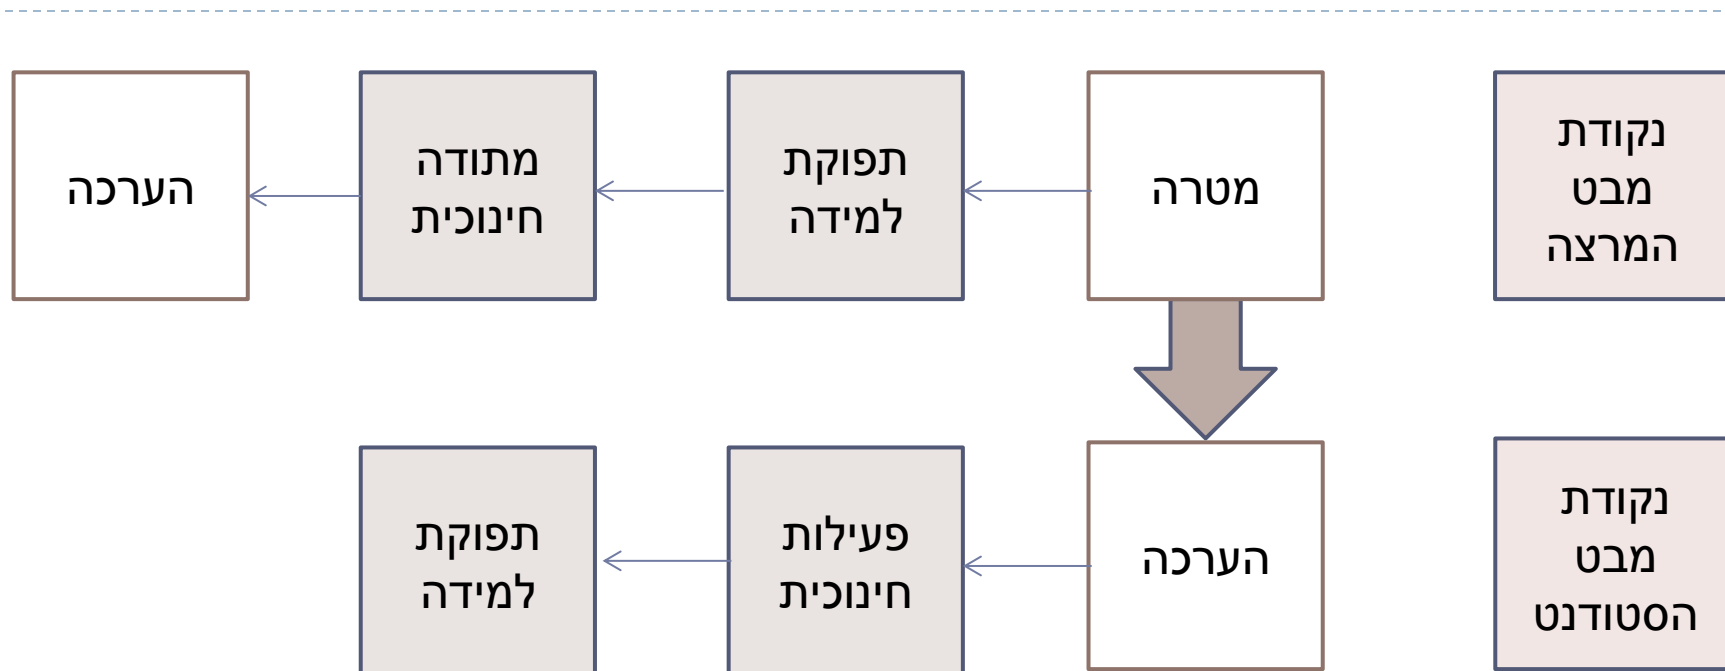 נקודת
מבט
המרצה
מטרה
תפוקת
למידה
מתודה
חינוכית
הערכה
נקודת
מבט
הסטודנט
הערכה
פעילות
חינוכית
תפוקת
למידה